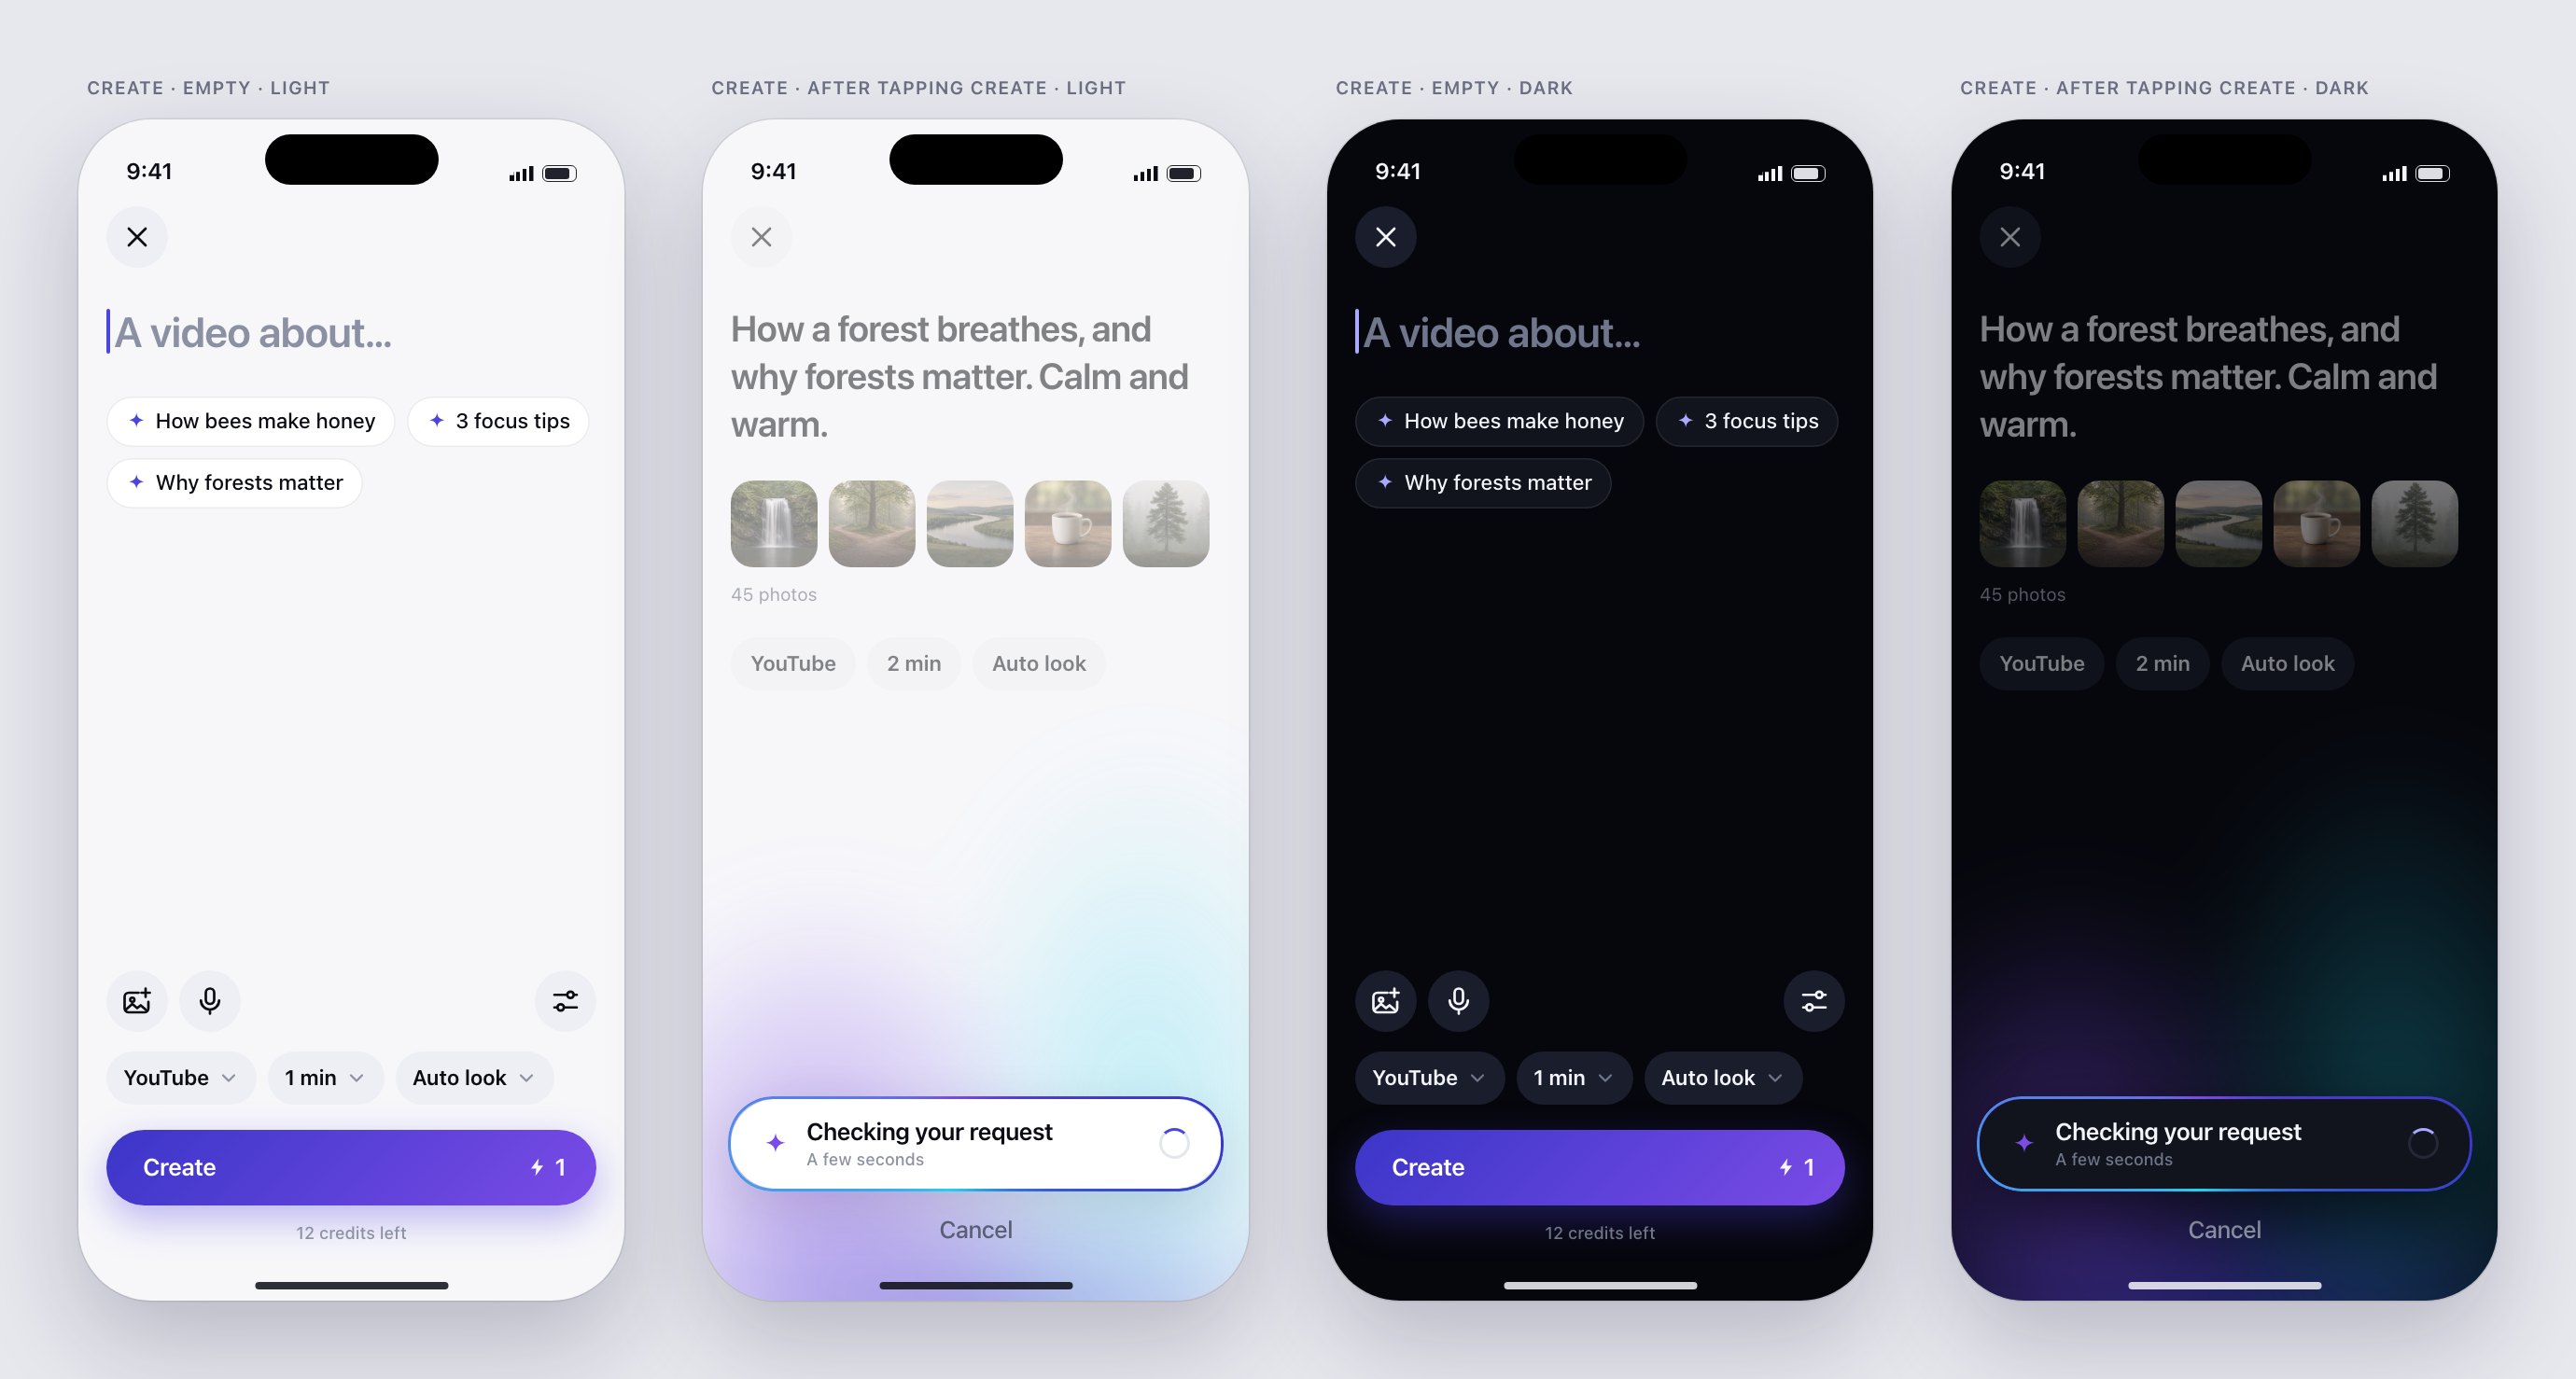 CREATE · EMPTY · LIGHT
9:41
A video about...
How bees make honey
3 focus tips
Why forests matter
YouTube
1 min
Auto look
Create
1
12 credits left
CREATE · AFTER TAPPING CREATE · LIGHT
9:41
How a forest breathes, and
why forests matter. Calm and
warm.
45 photos
YouTube
2 min
Auto look
Checking your request
A few seconds
Cancel
CREATE · EMPTY · DARK
9:41
A video about...
How bees make honey
3 focus tips
Why forests matter
YouTube
1 min
Auto look
Create
1
12 credits left
CREATE · AFTER TAPPING CREATE · DARK
9:41
How a forest breathes, and
why forests matter. Calm and
warm.
45 photos
YouTube
2 min
Auto look
Checking your request
A few seconds
Cancel